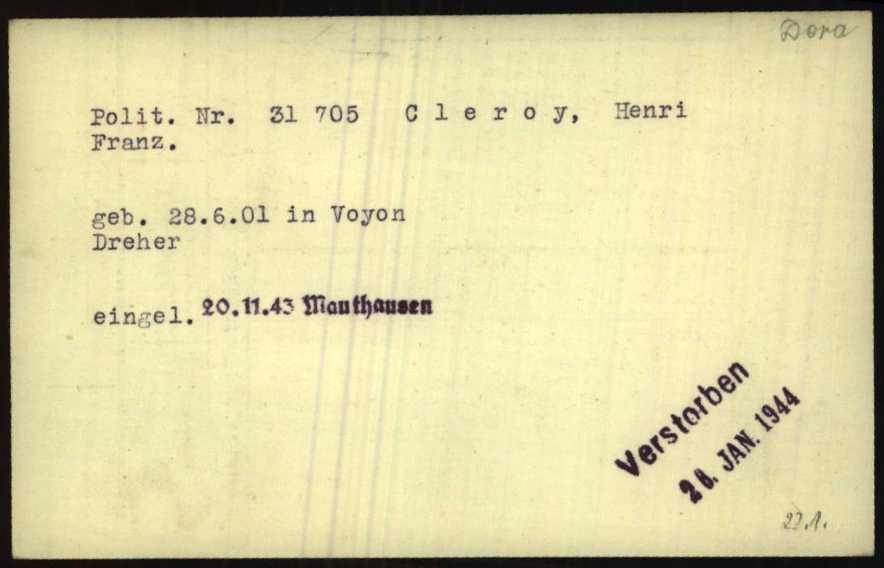 Dora
Polit. Nr. 31 705 C l e r o y, Henri
Franz.
geb. 28.6.01 in Voyon
Dreher
eingel. 20.11.43 Mauthausen
Verstorben
28. JAN. 1944